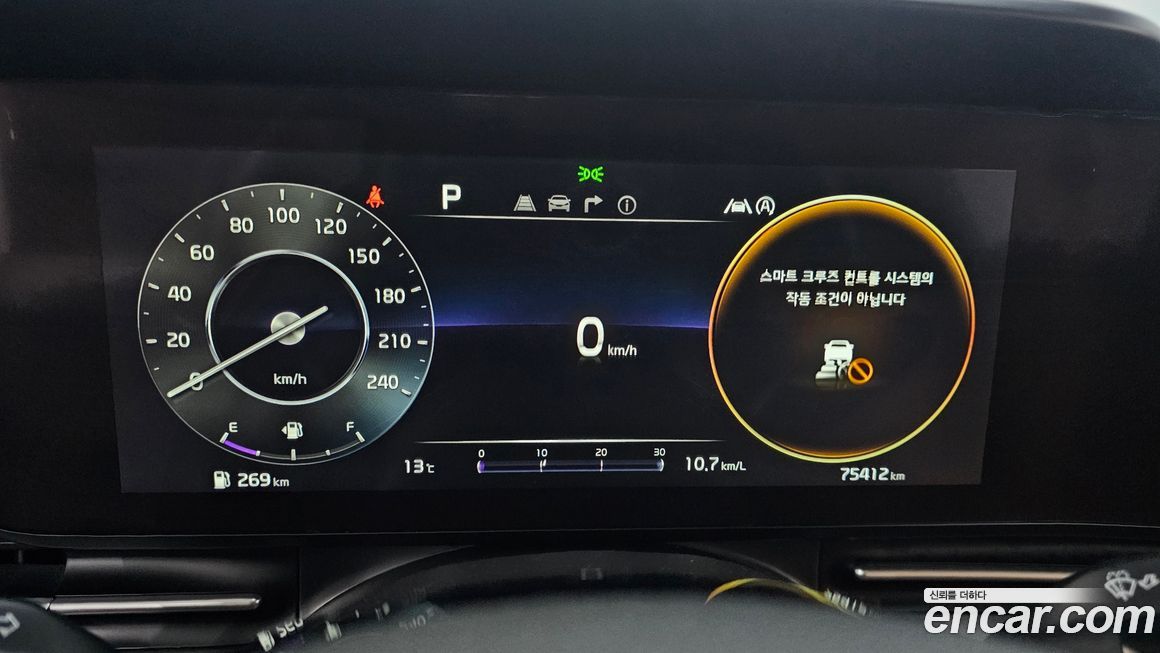 P
0 20 40 60 80 100 120 150 180 210 240
km/h
E F
269 km
0 km/h
13℃
0 10 20 30
10.7 km/L
스마트 크루즈 컨트롤 시스템의
작동 조건이 아닙니다
75412 km
신뢰를 더하다
encar.com